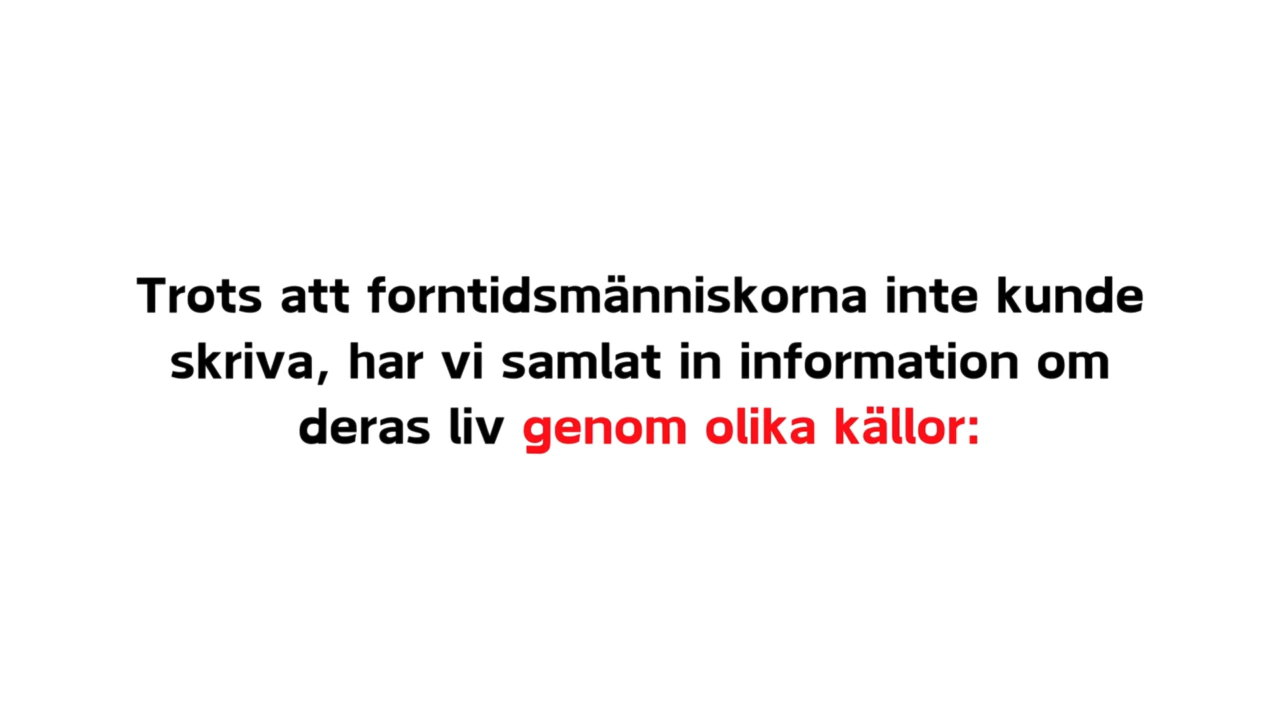 Trots att forntidsmänniskorna inte kunde
skriva, har vi samlat in information om
deras liv genom olika källor: